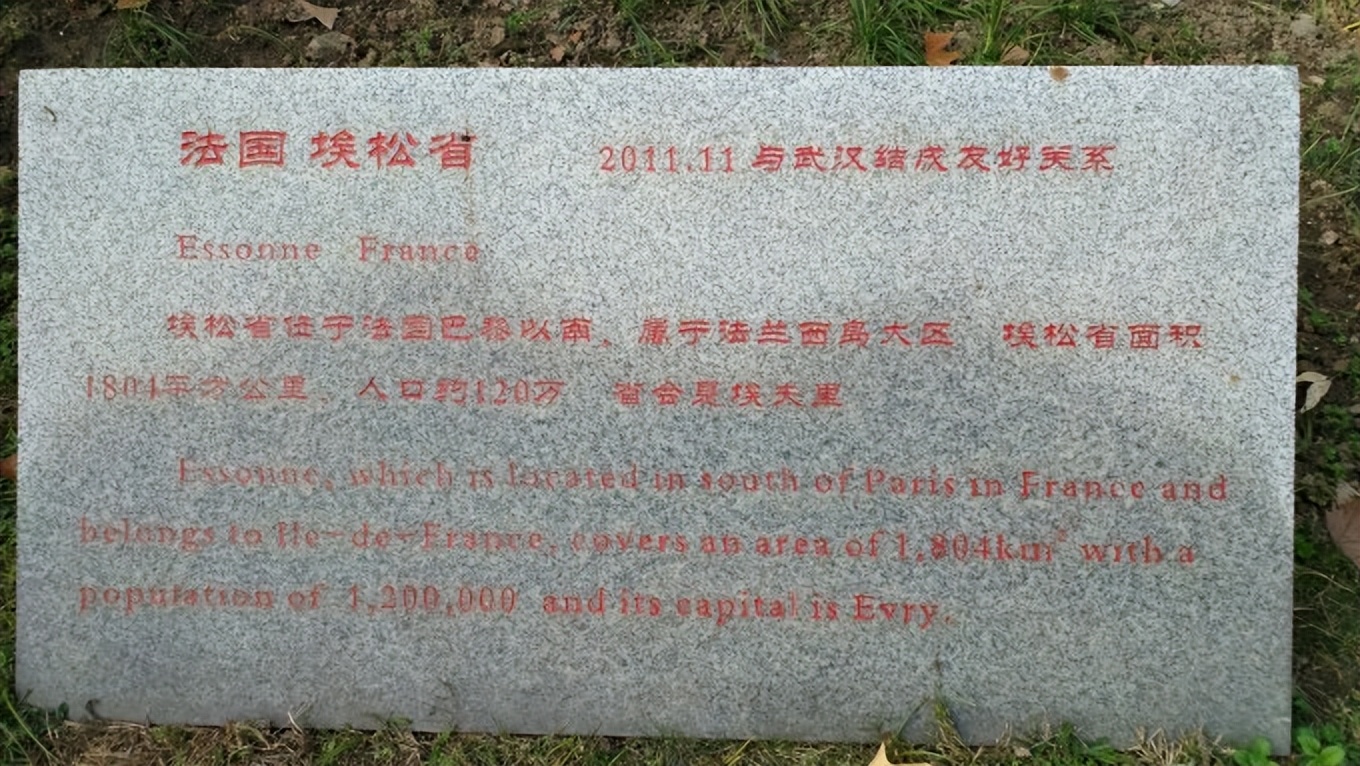 法国 埃松省 2011.11 与武汉结成友好关系
Essonne France
埃松省位于法国巴黎以南，属于法兰西岛大区 埃松省面积
1804平方公里，人口约120万 省会是埃夫里
Essonne, which is located in south of Paris in France and
belongs to Ile-de-France, covers an area of 1,804km² with a
population of 1,200,000 and its capital is Evry.